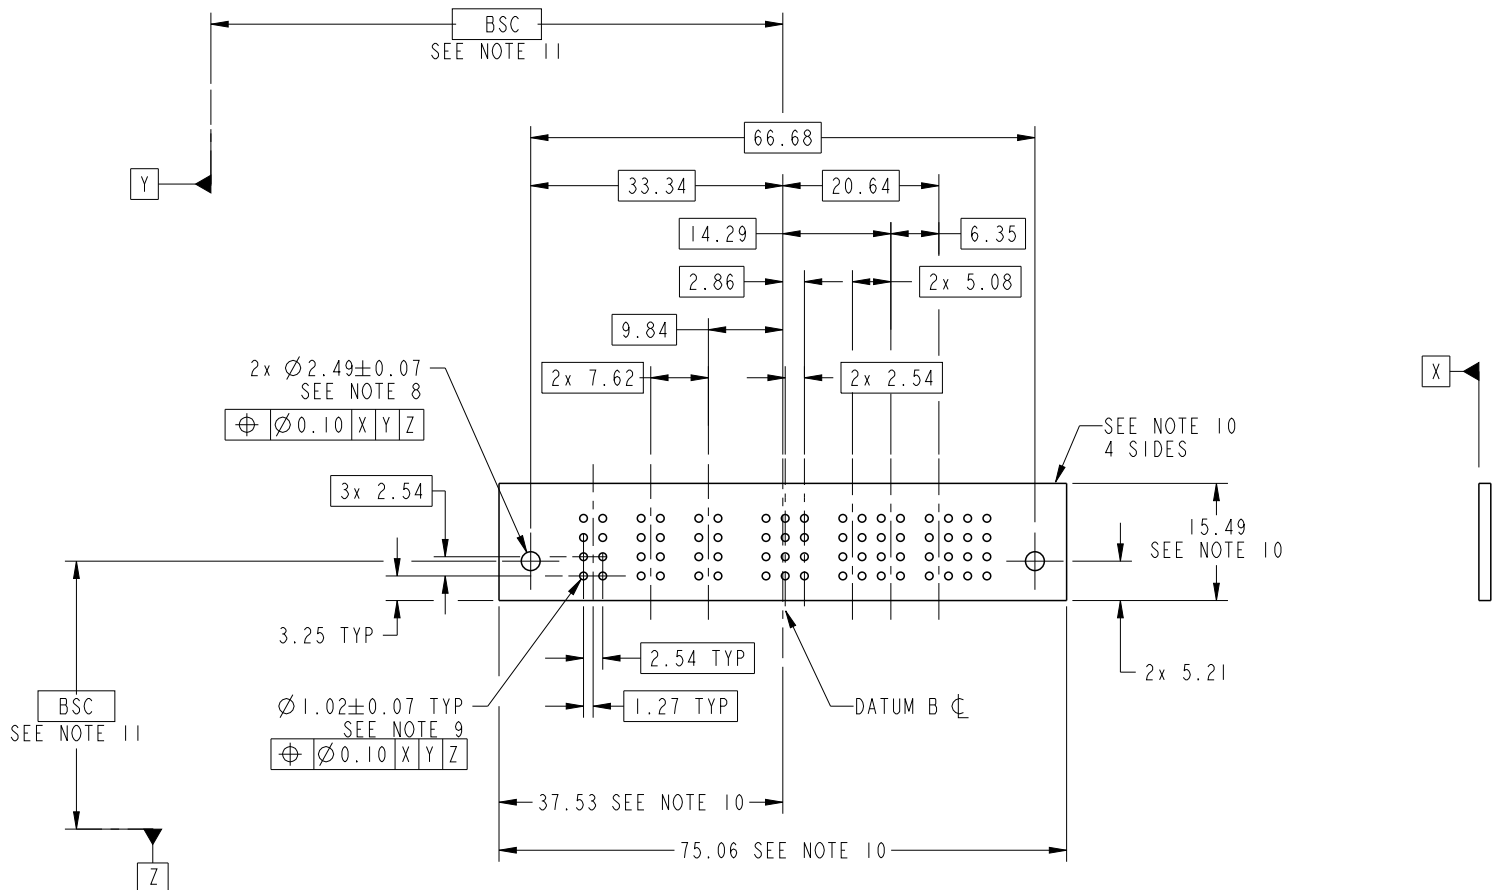 BSC
SEE NOTE 11
66.68
Y
33.34
20.64
14.29
6.35
2.86
2x 5.08
9.84
2x Ø2.49±0.07
SEE NOTE 8
⌖ Ø0.10 X Y Z
2x 7.62
2x 2.54
X
SEE NOTE 10
4 SIDES
3x 2.54
15.49
SEE NOTE 10
3.25 TYP
2.54 TYP
2x 5.21
BSC
SEE NOTE 11
Ø1.02±0.07 TYP
SEE NOTE 9
⌖ Ø0.10 X Y Z
1.27 TYP
DATUM B ℄
37.53 SEE NOTE 10
75.06 SEE NOTE 10
Z